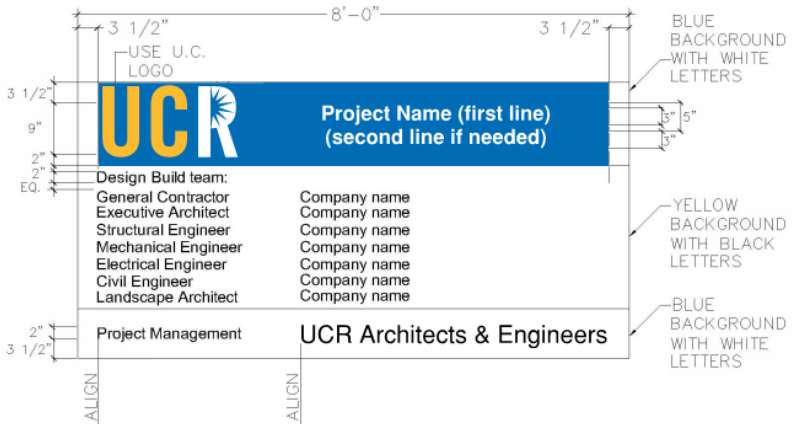 8'-0"
3 1/2"
3 1/2"
USE U.C.
LOGO
BLUE
BACKGROUND
WITH WHITE
LETTERS
3 1/2"
9"
2"
2"
EQ.
UCR
Project Name (first line)
(second line if needed)
3"
5"
3"
Design Build team:
General Contractor Company name
Executive Architect Company name
Structural Engineer Company name
Mechanical Engineer Company name
Electrical Engineer Company name
Civil Engineer Company name
Landscape Architect Company name
YELLOW
BACKGROUND
WITH BLACK
LETTERS
2"
3 1/2"
Project Management UCR Architects & Engineers
BLUE
BACKGROUND
WITH WHITE
LETTERS
ALIGN
ALIGN